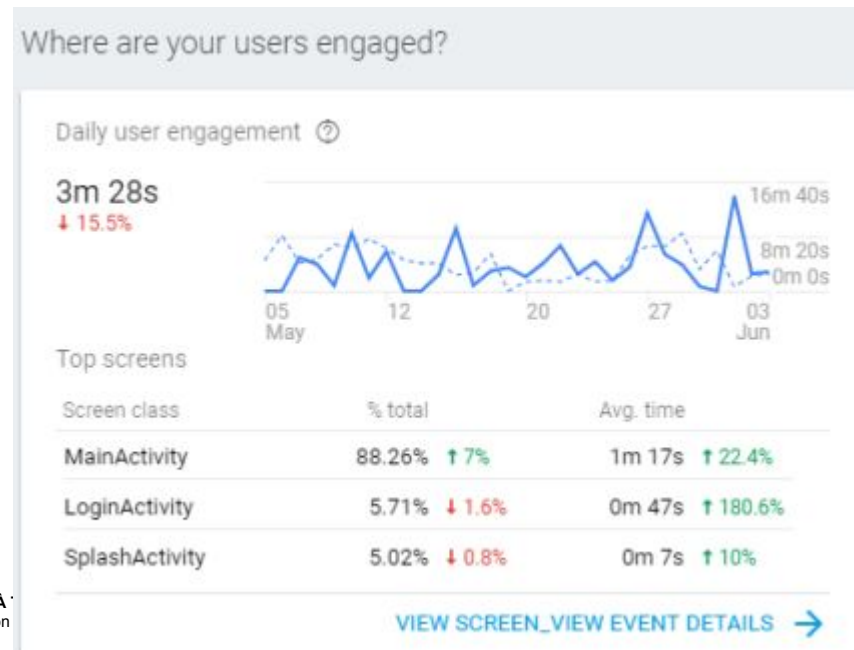 Where are your users engaged?
Daily user engagement ?
3m 28s
↓ 15.5%
16m 40s
8m 20s
0m 0s
05 12 20 27 03
May Jun
Top screens
Screen class % total Avg. time
MainActivity 88.26% ↑ 7% 1m 17s ↑ 22.4%
LoginActivity 5.71% ↓ 1.6% 0m 47s ↑ 180.6%
SplashActivity 5.02% ↓ 0.8% 0m 7s ↑ 10%
VIEW SCREEN_VIEW EVENT DETAILS →